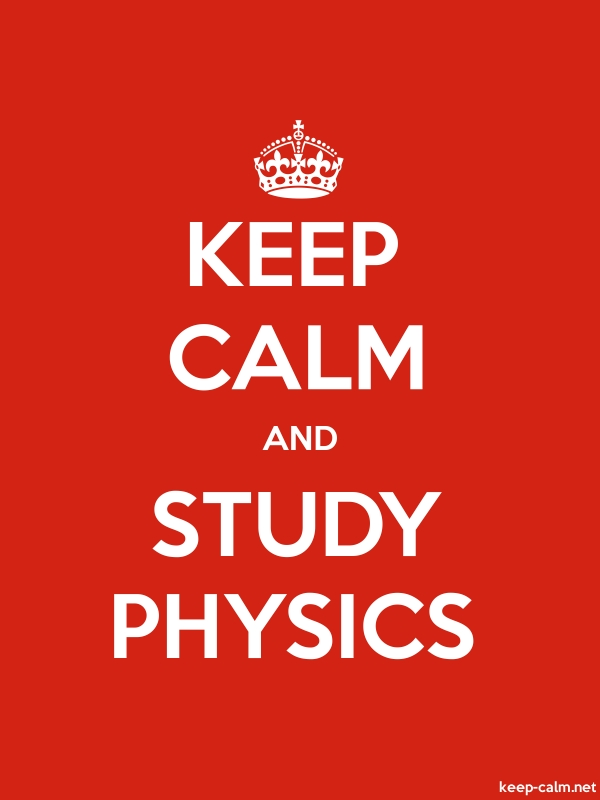 KEEP
CALM
AND
STUDY
PHYSICS
keep-calm.net